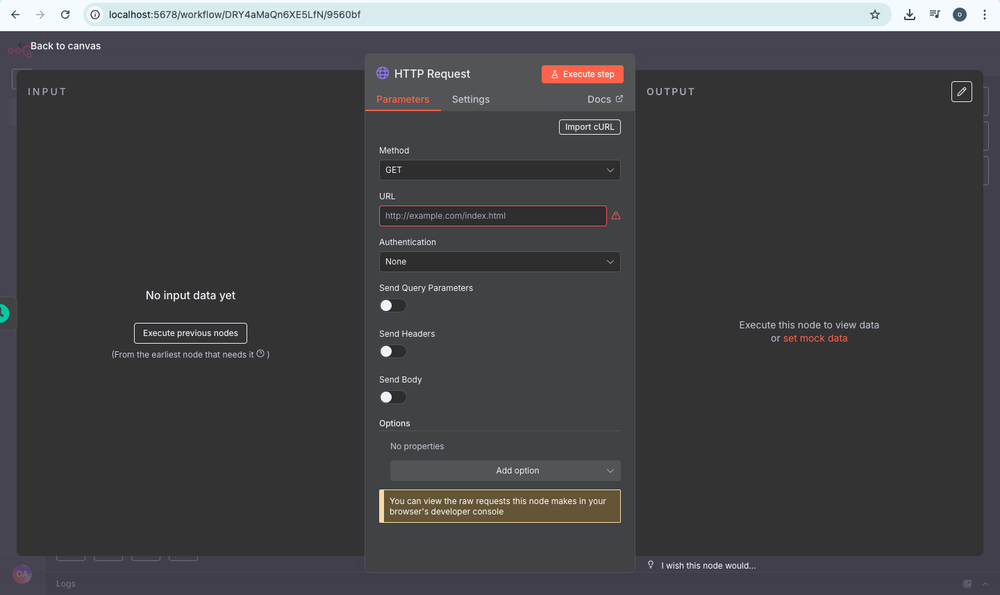 localhost:5678/workflow/DRY4aMaQn6XE5LfN/9560bf
o
Back to canvas
INPUT
No input data yet
Execute previous nodes
(From the earliest node that needs it ? )
HTTP Request
Execute step
Parameters
Settings
Docs
Import cURL
Method
GET
URL
http://example.com/index.html
Authentication
None
Send Query Parameters
Send Headers
Send Body
Options
No properties
Add option
You can view the raw requests this node makes in your
browser's developer console
OUTPUT
Execute this node to view data
or set mock data
I wish this node would...
OA
Logs